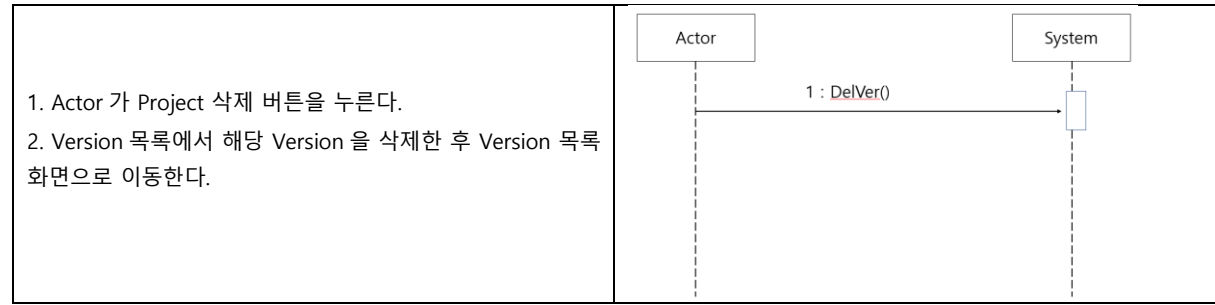 1. Actor 가 Project 삭제 버튼을 누른다.
2. Version 목록에서 해당 Version 을 삭제한 후 Version 목록
화면으로 이동한다.
Actor
System
1 : DelVer()